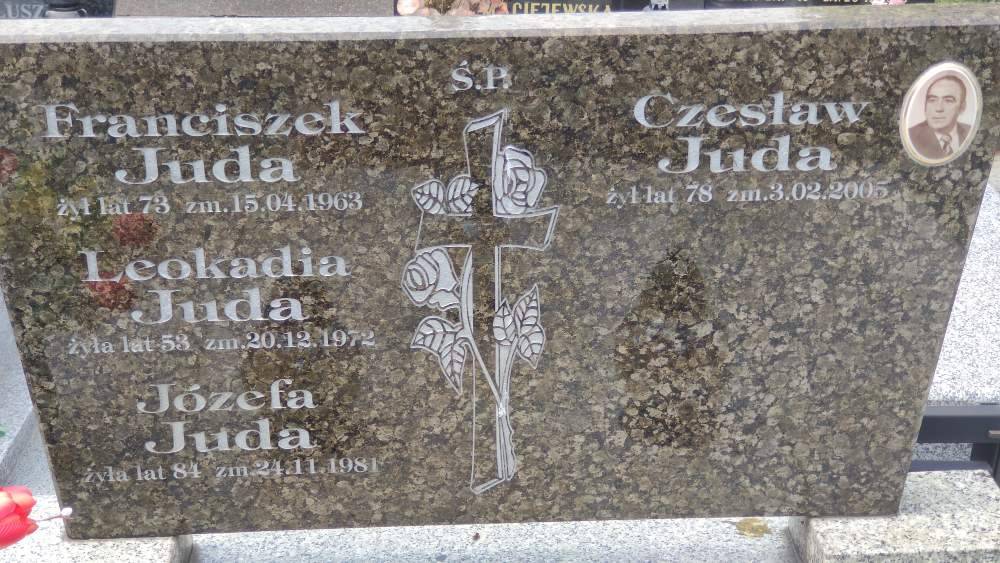 CIEJEWSKA
Ś.P.
Franciszek
Juda
żył lat 73 zm.15.04.1963
Leokadia
Juda
żyła lat 53 zm.20.12.1972
Józefa
Juda
żyła lat 84 zm.24.11.1981
Czesław
Juda
żył lat 78 zm.3.02.2005